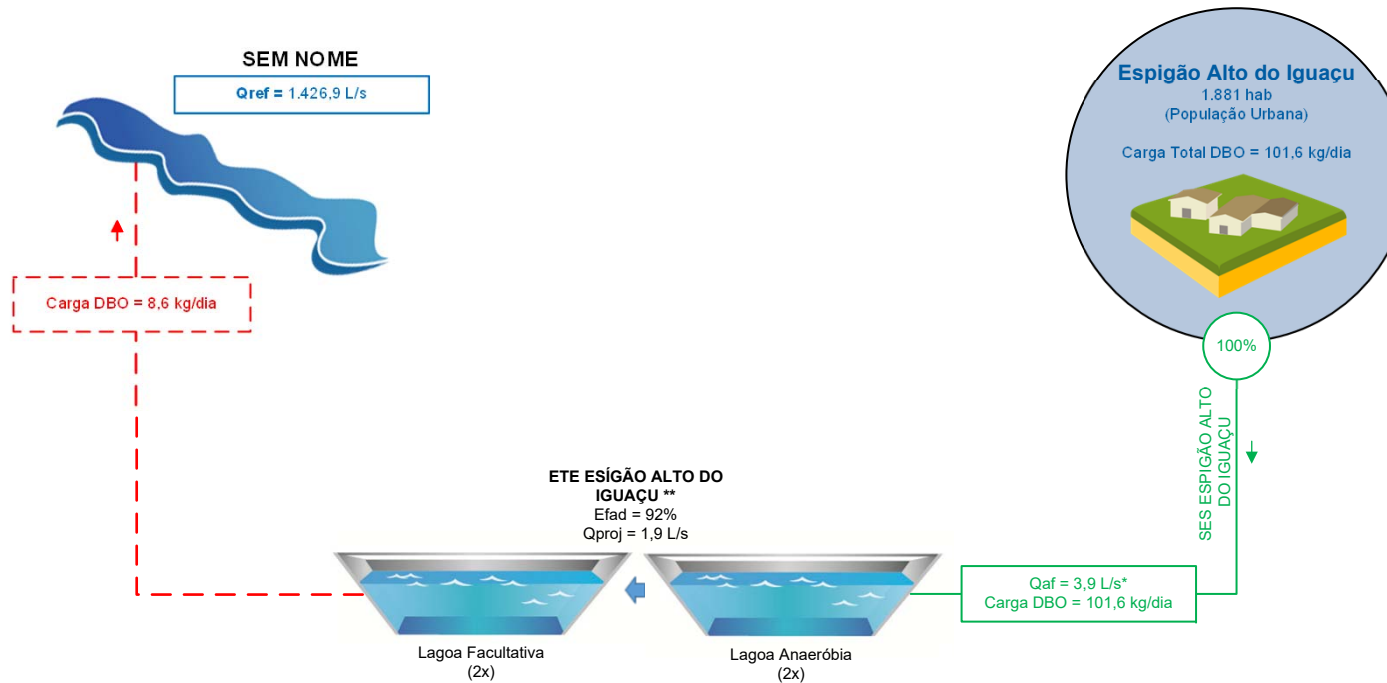 SEM NOME
Qref = 1.426,9 L/s
Espigão Alto do Iguaçu
1.881 hab
(População Urbana)
Carga Total DBO = 101,6 kg/dia
Carga DBO = 8,6 kg/dia
100%
SES ESPIGÃO ALTO
DO IGUAÇU
ETE ESÍGÃO ALTO DO
IGUAÇU **
Efad = 92%
Qproj = 1,9 L/s
Qaf = 3,9 L/s*
Carga DBO = 101,6 kg/dia
Lagoa Facultativa
(2x)
Lagoa Anaeróbia
(2x)